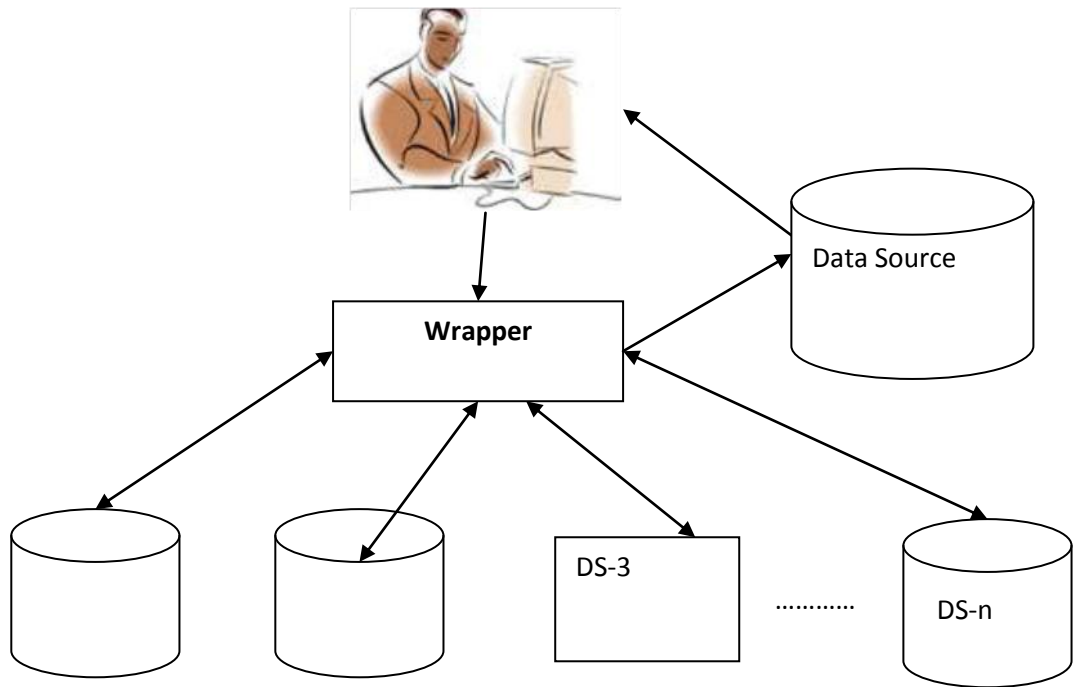 Data Source
Wrapper
DS-3
............
DS-n